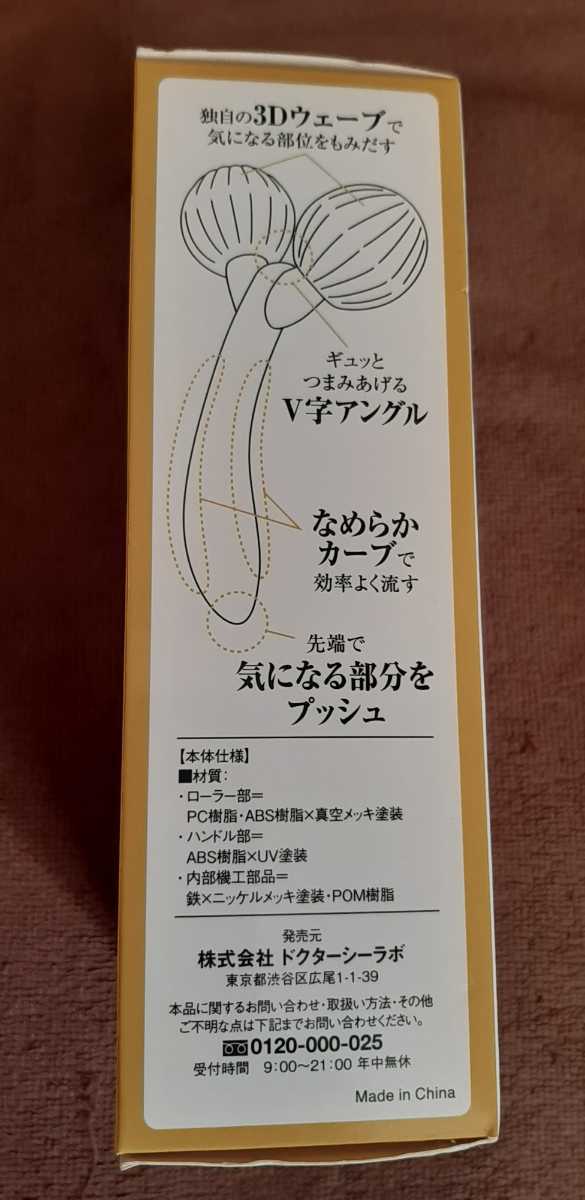 独自の3Dウェーブで
気になる部位をもみだす
ギュッと
つまみあげる
V字アングル
なめらか
カーブで
効率よく流す
先端で
気になる部分を
プッシュ
【本体仕様】
■材質：
・ローラー部＝
PC樹脂・ABS樹脂×真空メッキ塗装
・ハンドル部＝
ABS樹脂×UV塗装
・内部機工部品＝
鉄×ニッケルメッキ塗装・POM樹脂
発売元
株式会社 ドクターシーラボ
東京都渋谷区広尾1-1-39
本品に関するお問い合わせ・取扱い方法・その他
ご不明な点は下記までお問い合わせください。
0120-000-025
受付時間 9:00～21:00 年中無休
Made in China